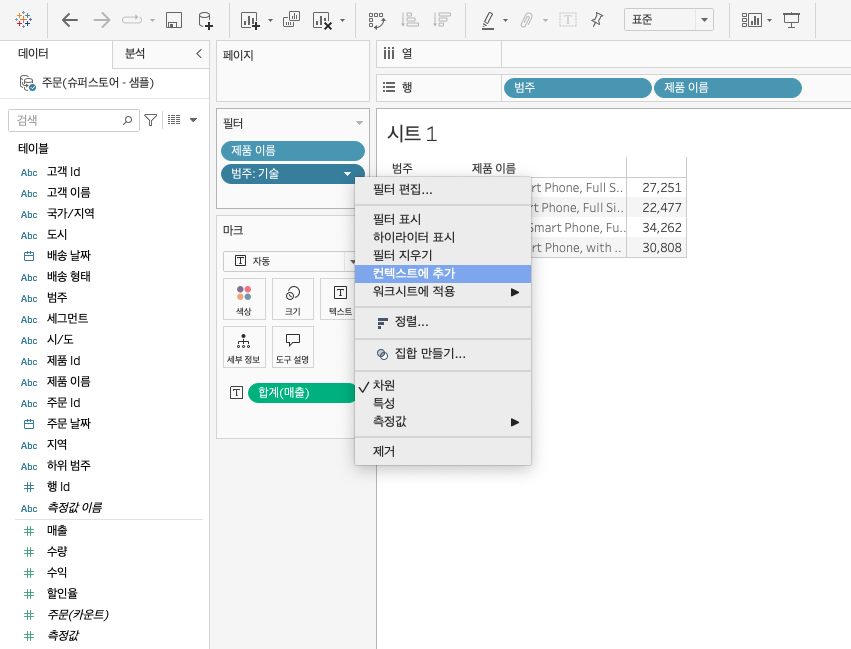 표준
데이터
분석
주문(슈퍼스토어 - 샘플)
검색
테이블
Abc 고객 Id
Abc 고객 이름
Abc 국가/지역
Abc 도시
배송 날짜
Abc 배송 형태
Abc 범주
Abc 세그먼트
Abc 시/도
Abc 제품 Id
Abc 제품 이름
Abc 주문 Id
주문 날짜
Abc 지역
Abc 하위 범주
# 행 Id
Abc 측정값 이름
# 매출
# 수량
# 수익
# 할인율
# 주문(카운트)
# 측정값
페이지
필터
제품 이름
범주: 기술
마크
T 자동
색상
크기
텍스트
세부 정보
도구 설명
T 합계(매출)
열
행
범주
제품 이름
시트 1
범주 제품 이름
rt Phone, Full S.. 27,251
rt Phone, Full Si.. 22,477
Smart Phone, Fu.. 34,262
rt Phone, with .. 30,808
필터 편집...
필터 표시
하이라이터 표시
필터 지우기
컨텍스트에 추가
워크시트에 적용
정렬...
집합 만들기...
✓차원
특성
측정값
제거